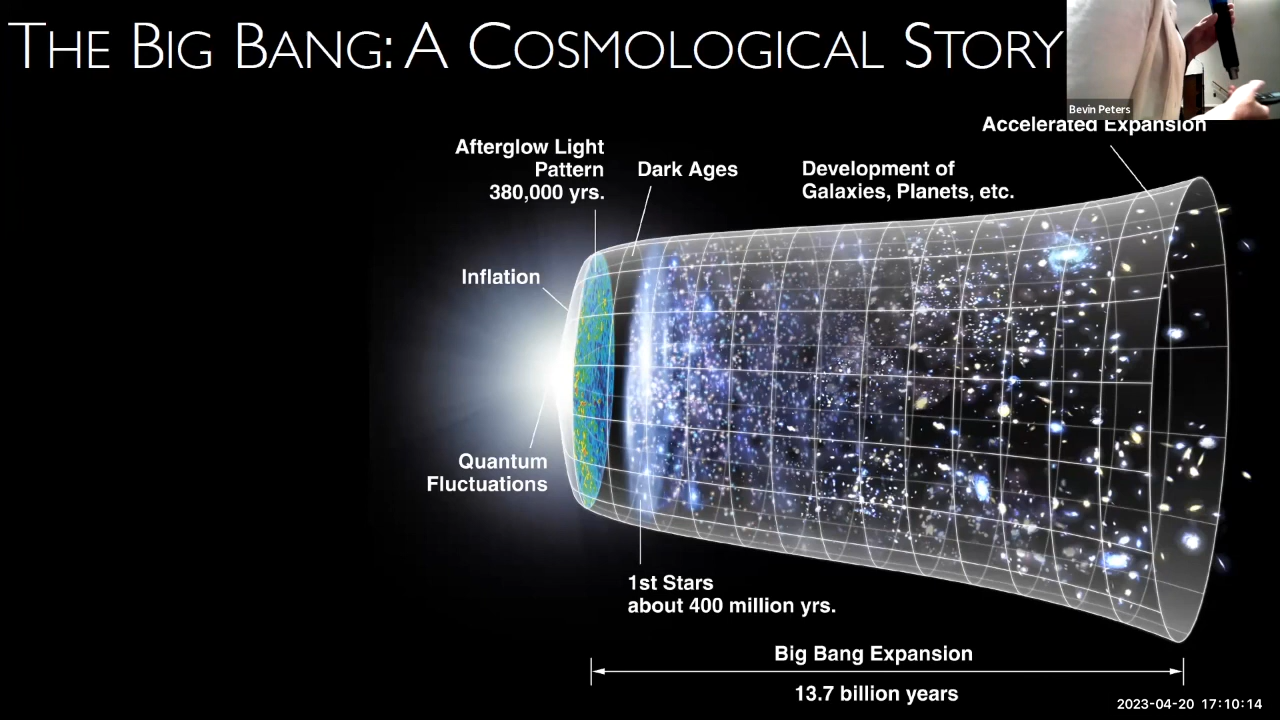 THE BIG BANG: A COSMOLOGICAL STORY
Bevin Peters
Accelerated Expansion
Afterglow Light
Pattern
380,000 yrs.
Dark Ages
Development of
Galaxies, Planets, etc.
Inflation
Quantum
Fluctuations
1st Stars
about 400 million yrs.
Big Bang Expansion
13.7 billion years
2023-04-20 17:10:14